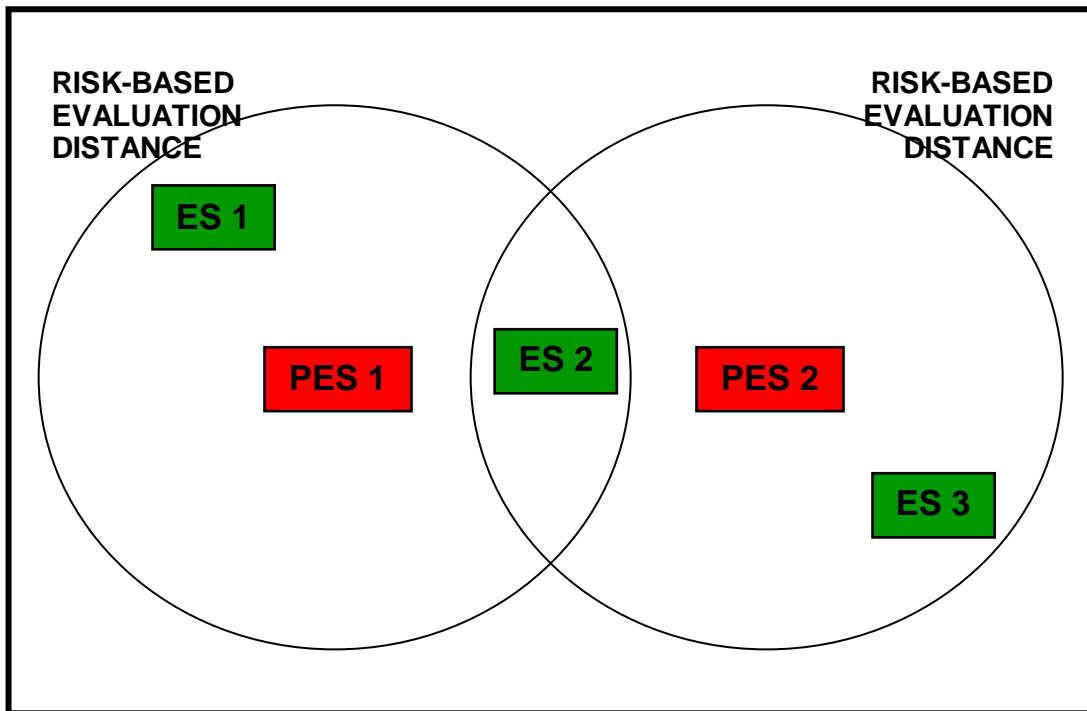 RISK-BASED
EVALUATION
DISTANCE
RISK-BASED
EVALUATION
DISTANCE
ES 1
ES 2
PES 1
PES 2
ES 3